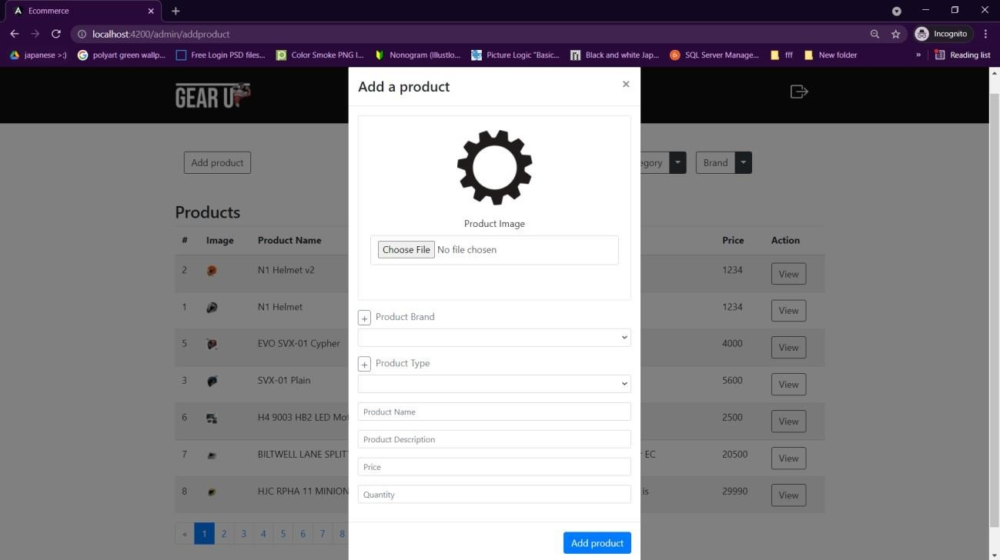 Ecommerce
localhost:4200/admin/addproduct
Incognito
japanese >:)
polyart green wallp...
Free Login PSD files...
Color Smoke PNG I...
Nonogram (Illustlo...
Picture Logic "Basic...
Black and white Jap...
SQL Server Manage...
fff
New folder
»
Reading list
GEAR U
Add a product
×
Add product
egory
Brand
Product Image
Choose File No file chosen
Products
# Image Product Name Price Action
2 N1 Helmet v2 1234 View
1 N1 Helmet 1234 View
5 EVO SVX-01 Cypher 4000 View
3 SVX-01 Plain 5600 View
6 H4 9003 HB2 LED Mot 2500 View
7 BILTWELL LANE SPLIT EC 20500 View
8 HJC RPHA 11 MINION is 29990 View
+ Product Brand
+ Product Type
Product Name
Product Description
Price
Quantity
« 1 2 3 4 5 6 7 8
Add product